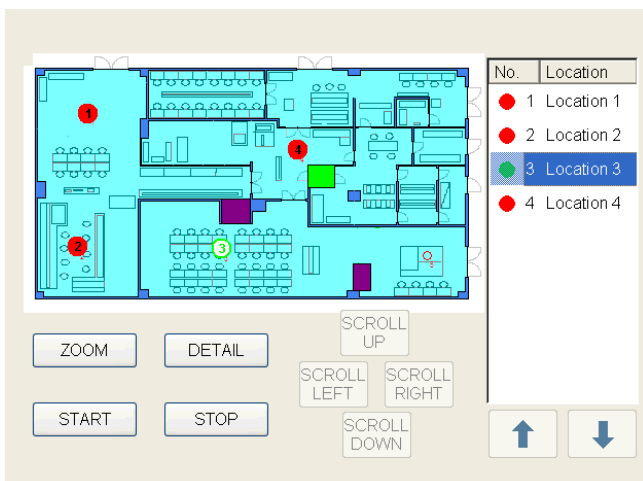 No. Location
1 Location 1
2 Location 2
3 Location 3
4 Location 4
1
4
2
3
ZOOM
DETAIL
START
STOP
SCROLL
UP
SCROLL
LEFT
SCROLL
RIGHT
SCROLL
DOWN